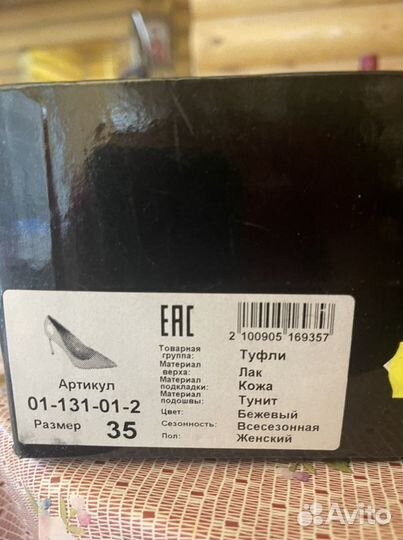 EAC
2 100905 169357
Артикул
01-131-01-2
Размер 35
Товарная группа: Туфли
Материал верха: Лак
Материал подкладки: Кожа
Материал подошвы: Тунит
Цвет: Бежевый
Сезонность: Всесезонная
Пол: Женский
Avito